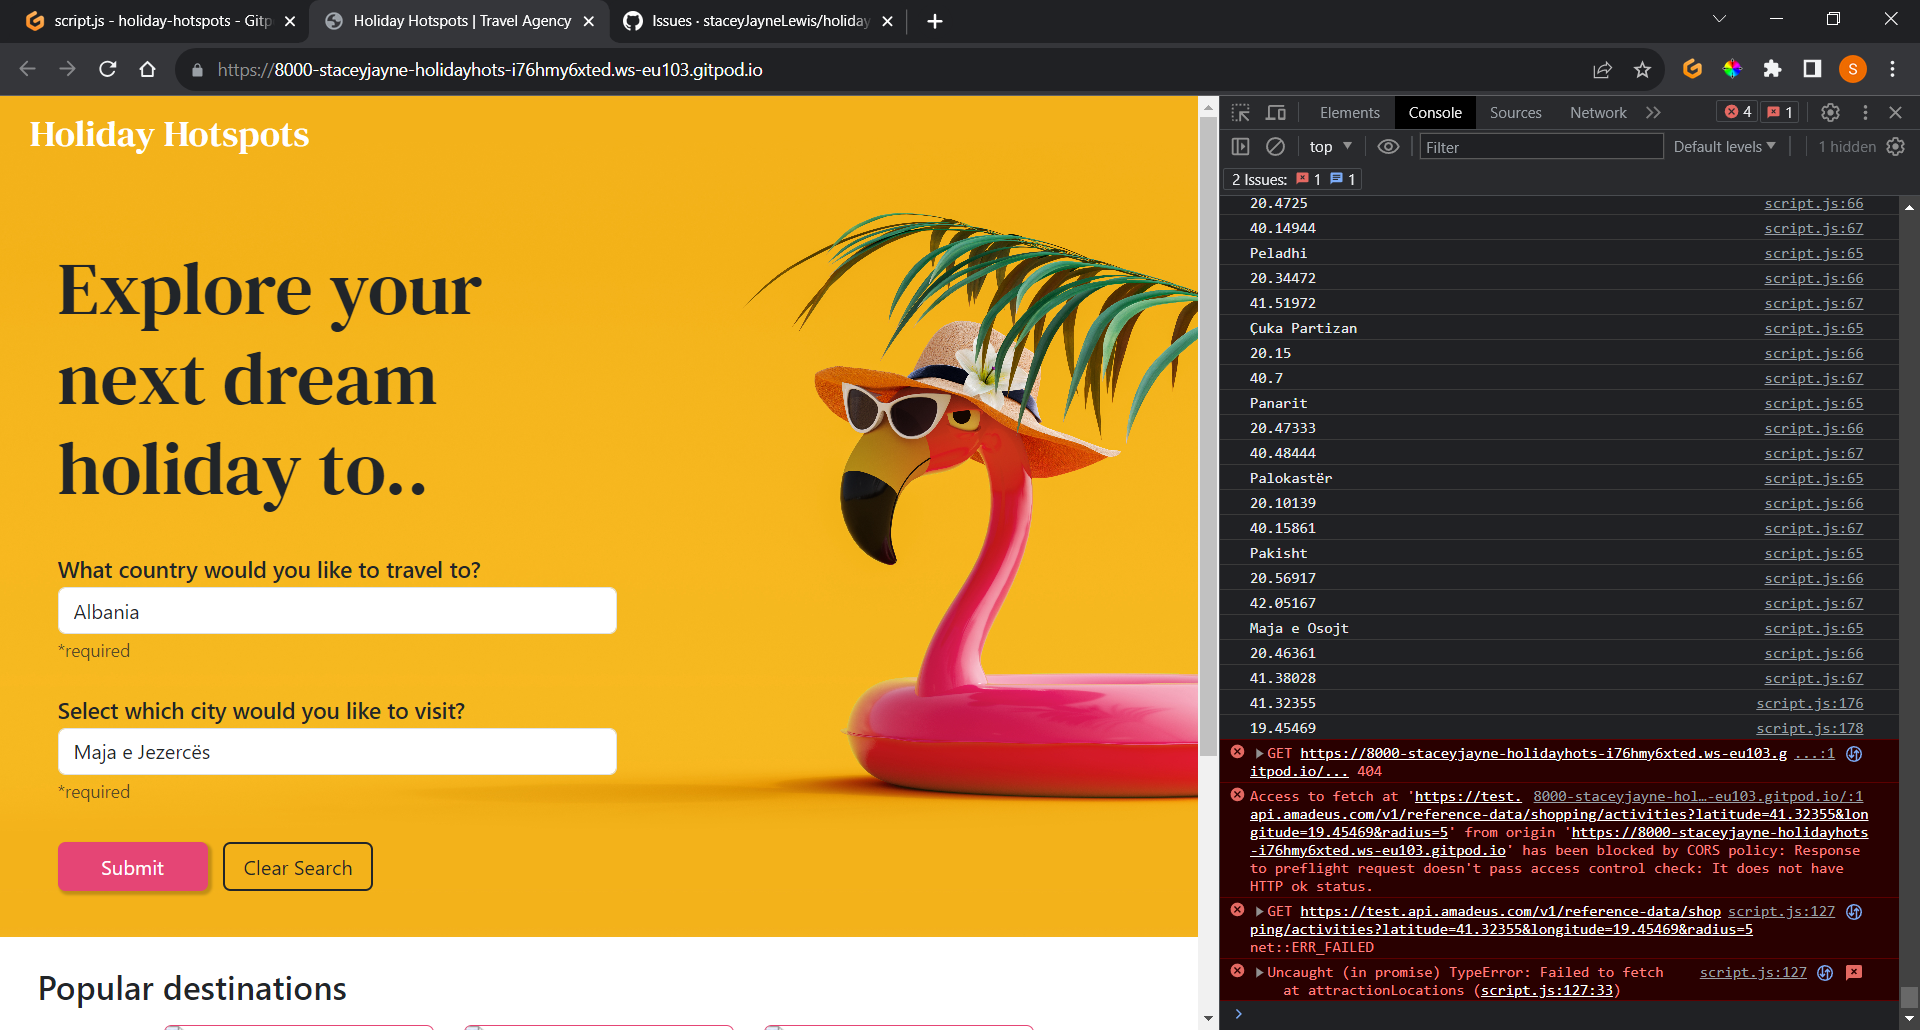 script.js - holiday-hotspots - Gitp
Holiday Hotspots | Travel Agency
Issues · staceyJayneLewis/holiday
https://8000-staceyjayne-holidayhots-i76hmy6xted.ws-eu103.gitpod.io
S
Holiday Hotspots
Explore your
next dream
holiday to..
What country would you like to travel to?
Albania
*required
Select which city would you like to visit?
Maja e Jezercës
*required
Submit
Clear Search
Popular destinations
Elements Console Sources Network 4 1
top Filter Default levels 1 hidden
2 Issues: 1 1
20.4725 script.js:66
40.14944 script.js:67
Peladhi script.js:65
20.34472 script.js:66
41.51972 script.js:67
Çuka Partizan script.js:65
20.15 script.js:66
40.7 script.js:67
Panarit script.js:65
20.47333 script.js:66
40.48444 script.js:67
Palokastër script.js:65
20.10139 script.js:66
40.15861 script.js:67
Pakisht script.js:65
20.56917 script.js:66
42.05167 script.js:67
Maja e Osojt script.js:65
20.46361 script.js:66
41.38028 script.js:67
41.32355 script.js:176
19.45469 script.js:178
GET https://8000-staceyjayne-holidayhots-i76hmy6xted.ws-eu103.g ...:1
itpod.io/... 404
Access to fetch at 'https://test. 8000-staceyjayne-hol…-eu103.gitpod.io/:1
api.amadeus.com/v1/reference-data/shopping/activities?latitude=41.32355&lon
gitude=19.45469&radius=5' from origin 'https://8000-staceyjayne-holidayhots
-i76hmy6xted.ws-eu103.gitpod.io' has been blocked by CORS policy: Response
to preflight request doesn't pass access control check: It does not have
HTTP ok status.
GET https://test.api.amadeus.com/v1/reference-data/shop script.js:127
ping/activities?latitude=41.32355&longitude=19.45469&radius=5
net::ERR_FAILED
Uncaught (in promise) TypeError: Failed to fetch script.js:127
at attractionLocations (script.js:127:33)